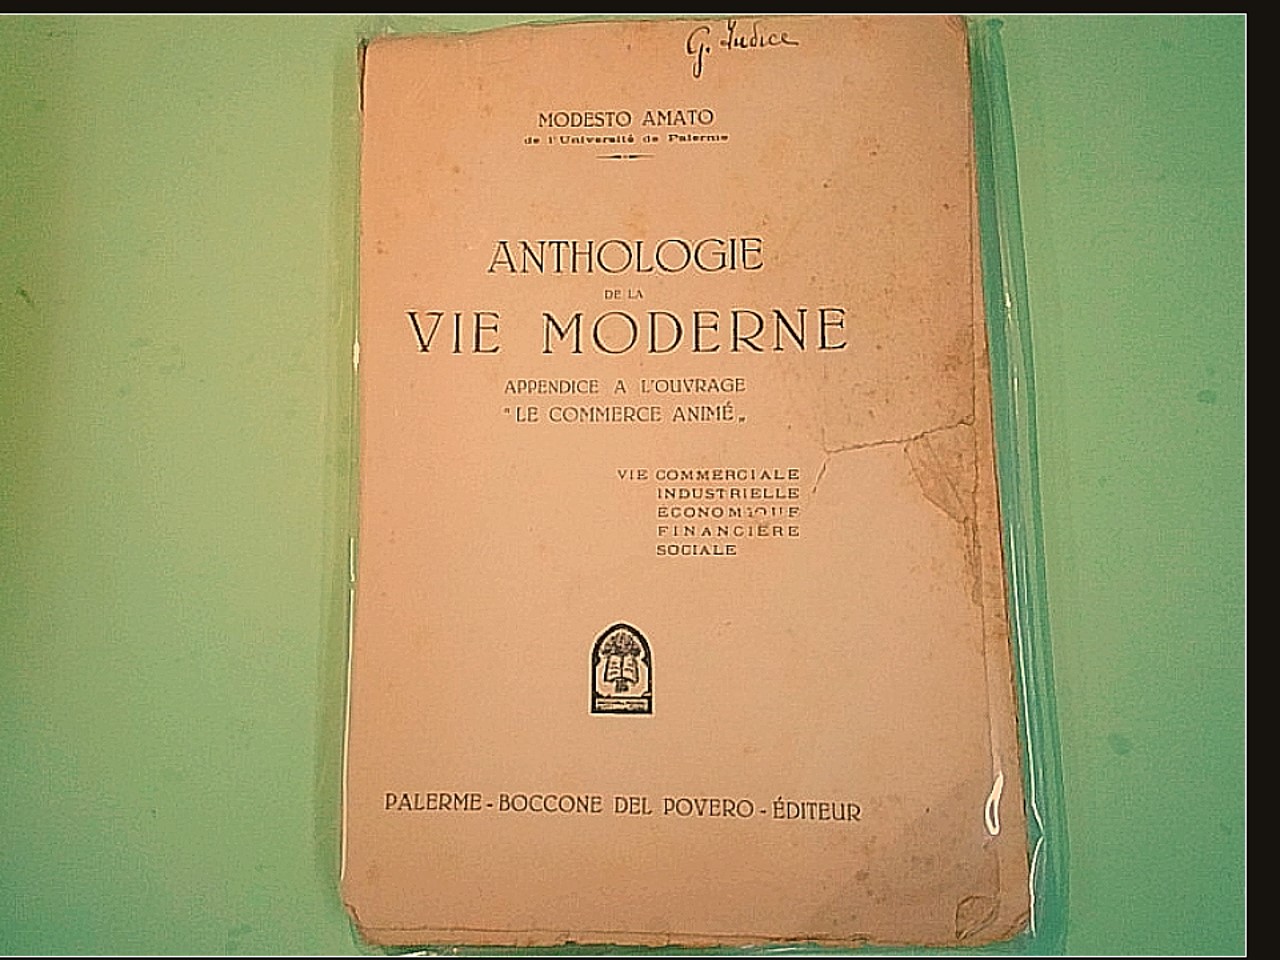 G. Iudice
MODESTO AMATO
de l'Université de Palerme
ANTHOLOGIE
DE LA
VIE MODERNE
APPENDICE A L'OUVRAGE
"LE COMMERCE ANIMÉ„
VIE COMMERCIALE
INDUSTRIELLE
ÉCONOMIQUE
FINANCIÈRE
SOCIALE
PALERME - BOCCONE DEL POVERO - ÉDITEUR